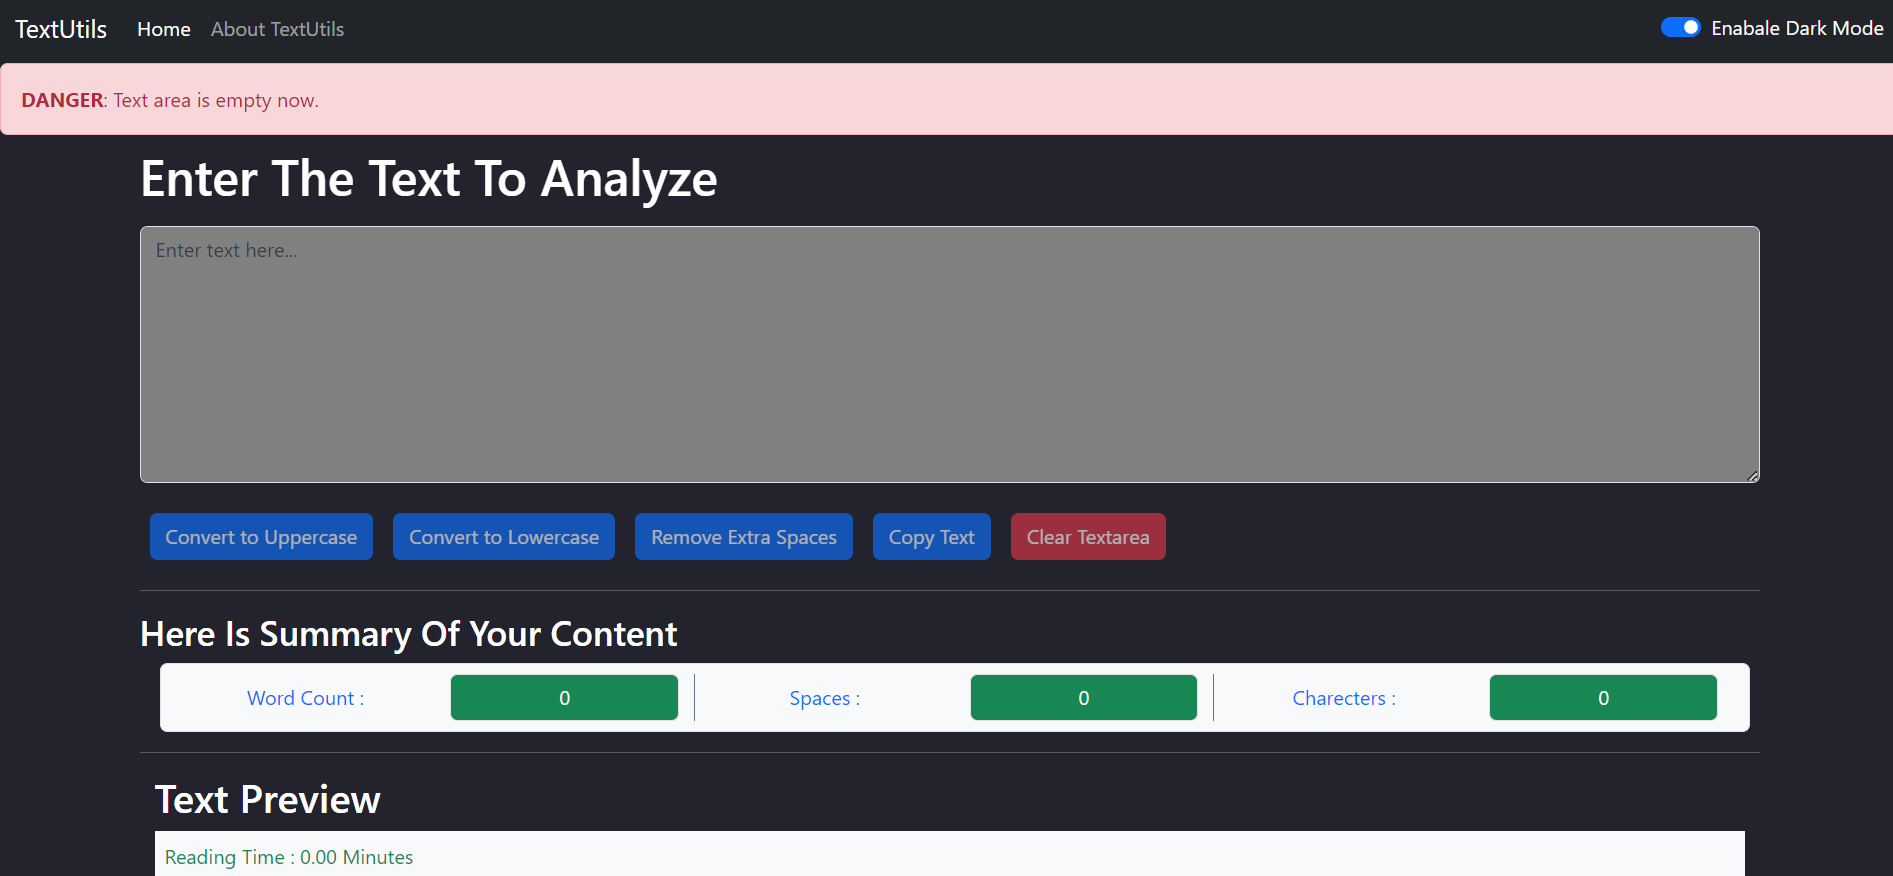 TextUtils Home About TextUtils Enabale Dark Mode
DANGER: Text area is empty now.
Enter The Text To Analyze
Enter text here...
Convert to Uppercase Convert to Lowercase Remove Extra Spaces Copy Text Clear Textarea
Here Is Summary Of Your Content
Word Count : 0 Spaces : 0 Charecters : 0
Text Preview
Reading Time : 0.00 Minutes